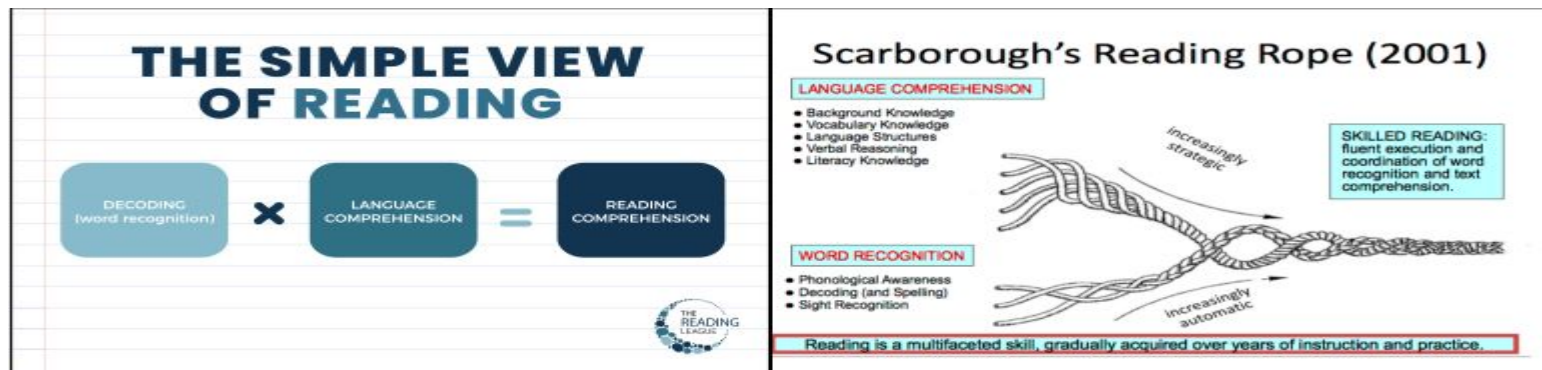 THE SIMPLE VIEW
OF READING
DECODING
(word recognition)
×
LANGUAGE
COMPREHENSION
=
READING
COMPREHENSION
THE
READING
LEAGUE
Scarborough's Reading Rope (2001)
LANGUAGE COMPREHENSION
• Background Knowledge
• Vocabulary Knowledge
• Language Structures
• Verbal Reasoning
• Literacy Knowledge
increasingly
strategic
SKILLED READING:
fluent execution and
coordination of word
recognition and text
comprehension.
WORD RECOGNITION
• Phonological Awareness
• Decoding (and Spelling)
• Sight Recognition
increasingly
automatic
Reading is a multifaceted skill, gradually acquired over years of instruction and practice.